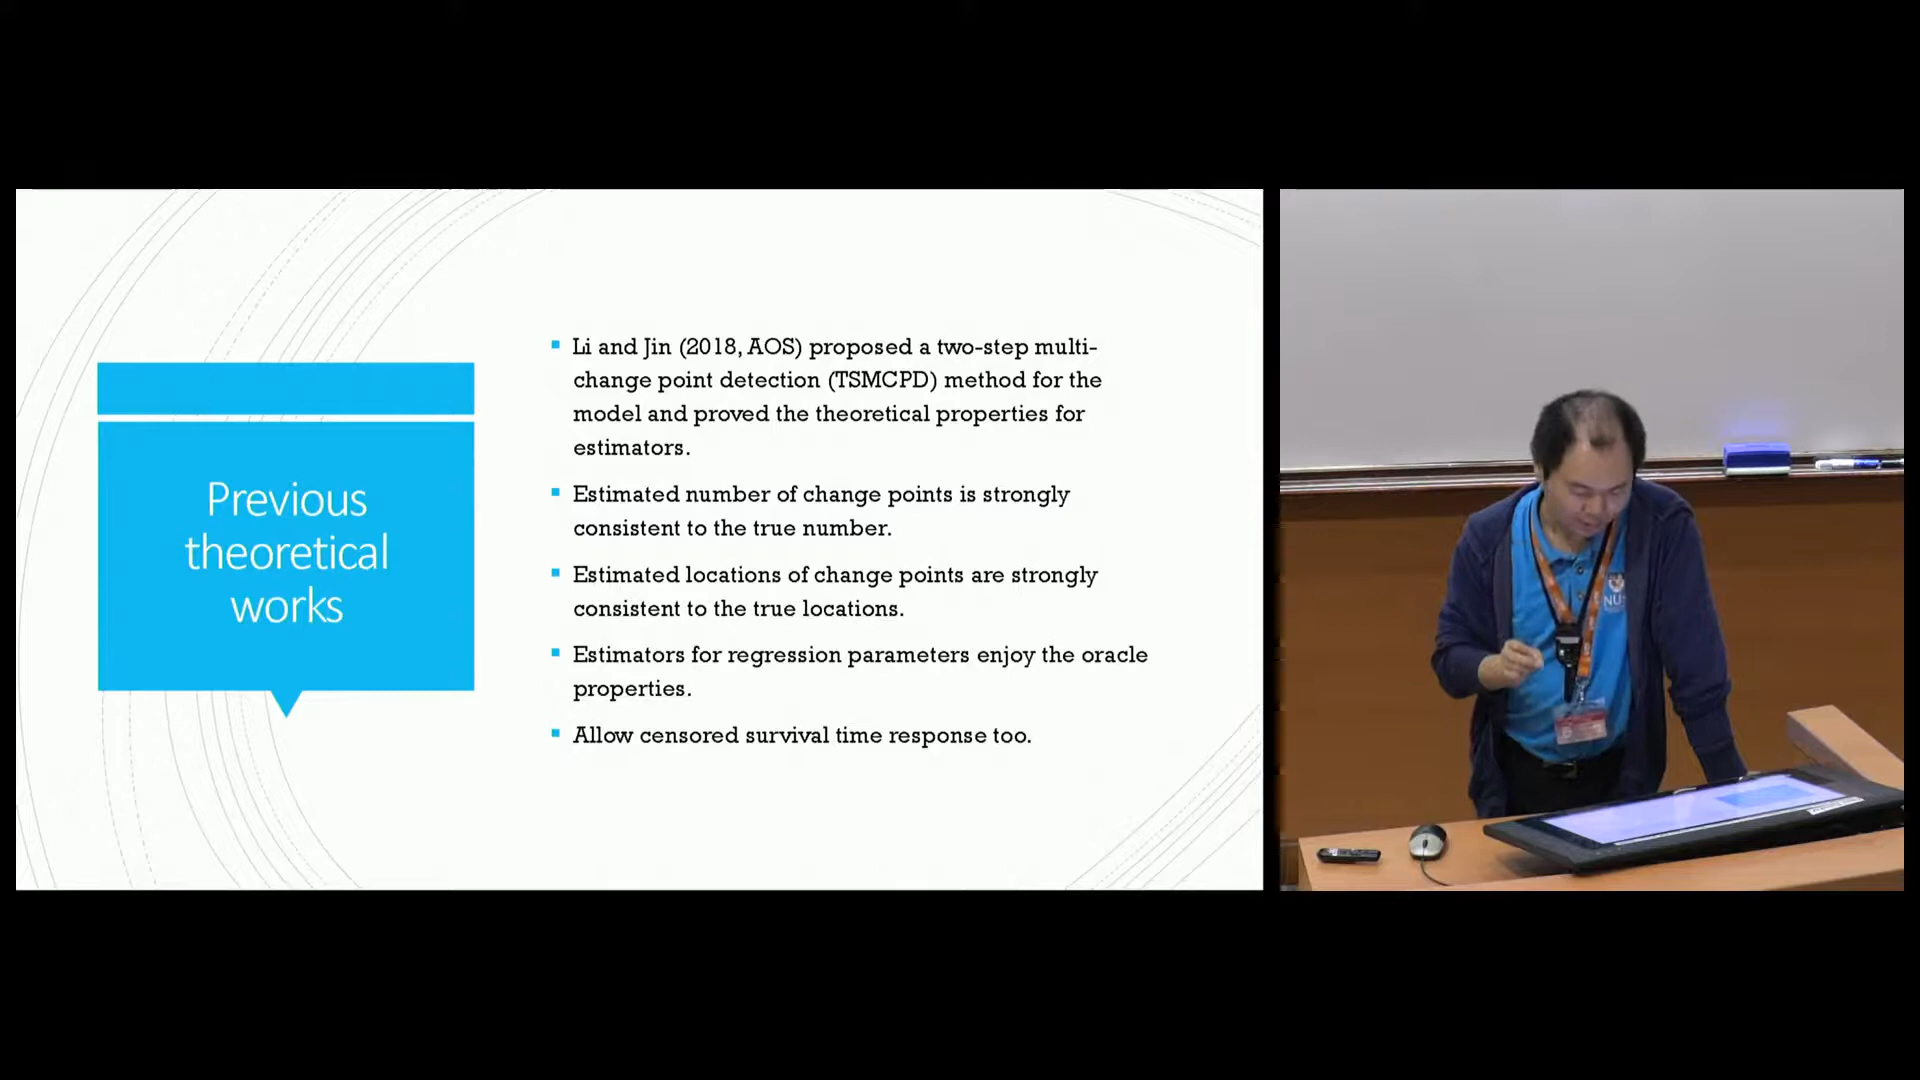 Previous
theoretical
works
Li and Jin (2018, AOS) proposed a two-step multi-
change point detection (TSMCPD) method for the
model and proved the theoretical properties for
estimators.
Estimated number of change points is strongly
consistent to the true number.
Estimated locations of change points are strongly
consistent to the true locations.
Estimators for regression parameters enjoy the oracle
properties.
Allow censored survival time response too.